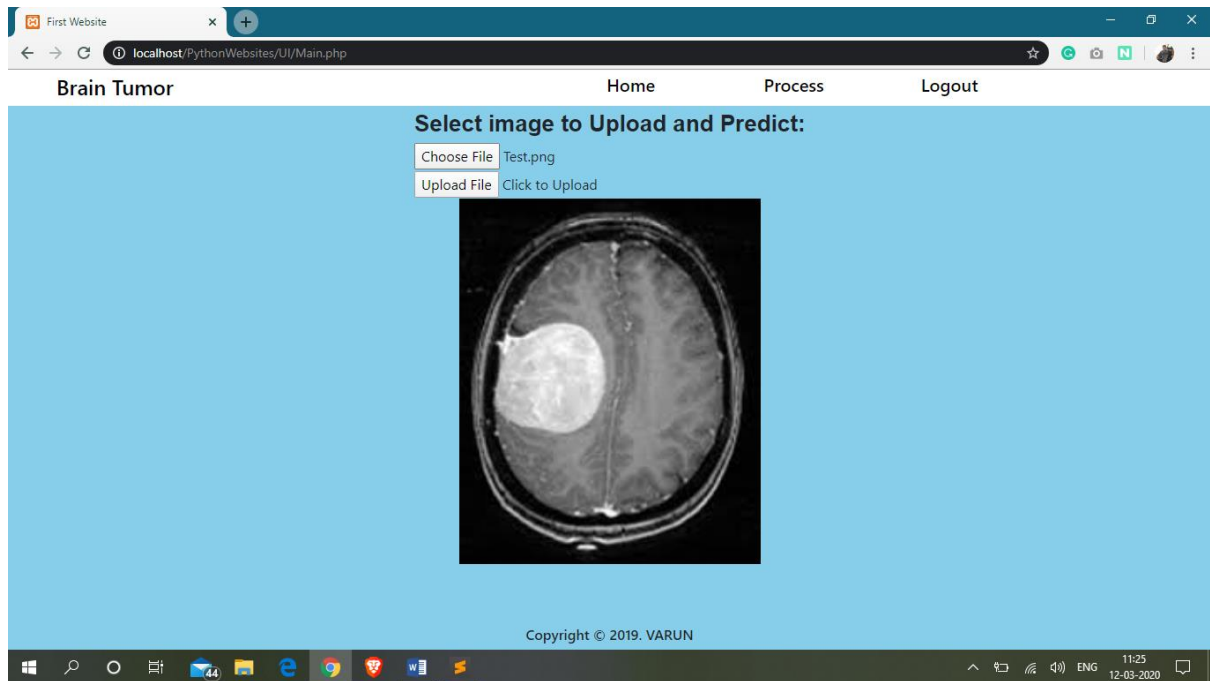 First Website
localhost/PythonWebsites/UI/Main.php
Brain Tumor Home Process Logout
Select image to Upload and Predict:
Choose File Test.png
Upload File Click to Upload
Copyright © 2019. VARUN
44 W ENG 11:25
12-03-2020